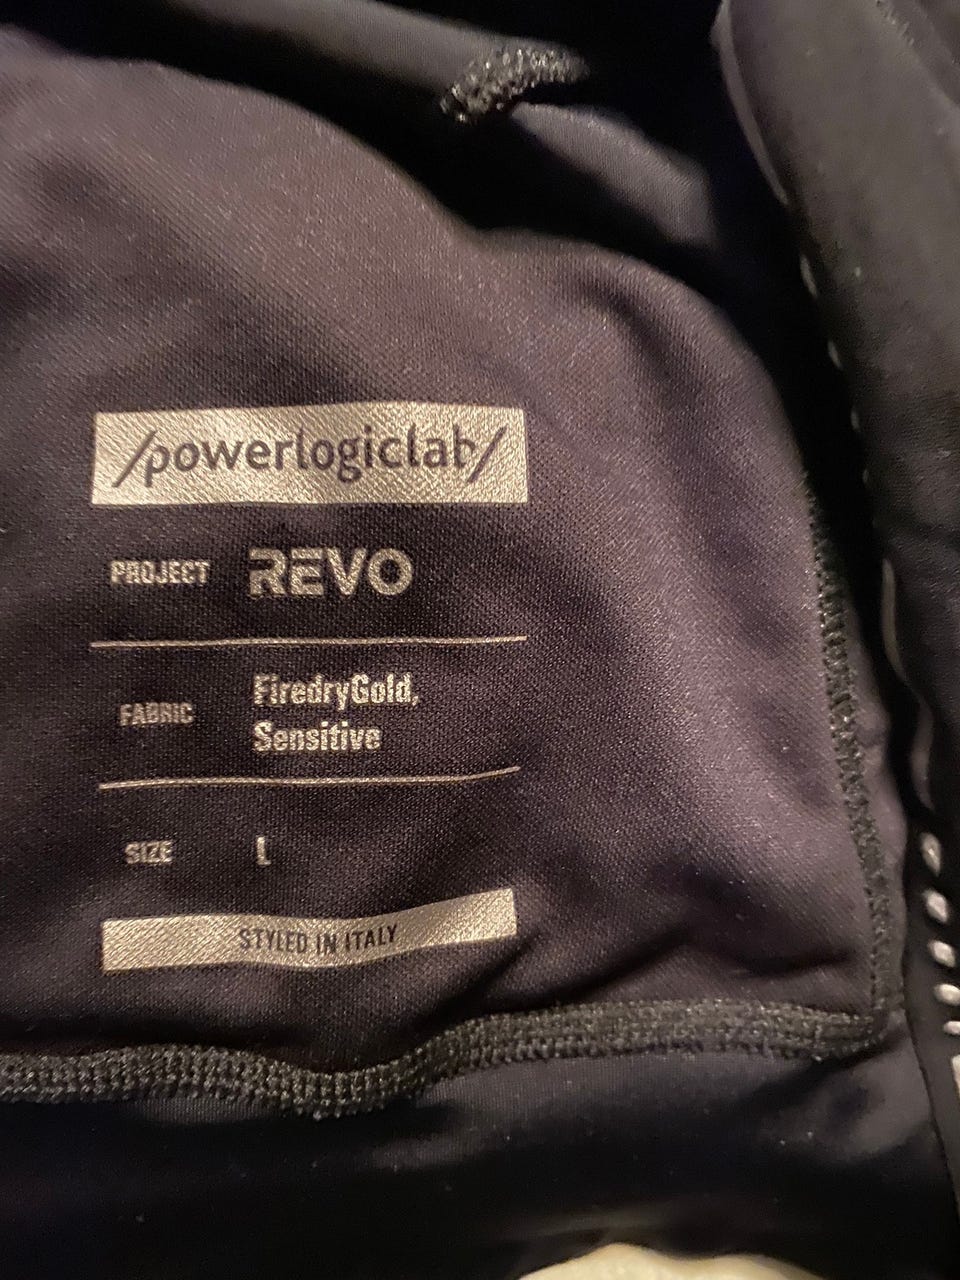 /powerlogiclab/
PROJECT REVO
FABRIC FiredryGold,
Sensitive
SIZE L
STYLED IN ITALY